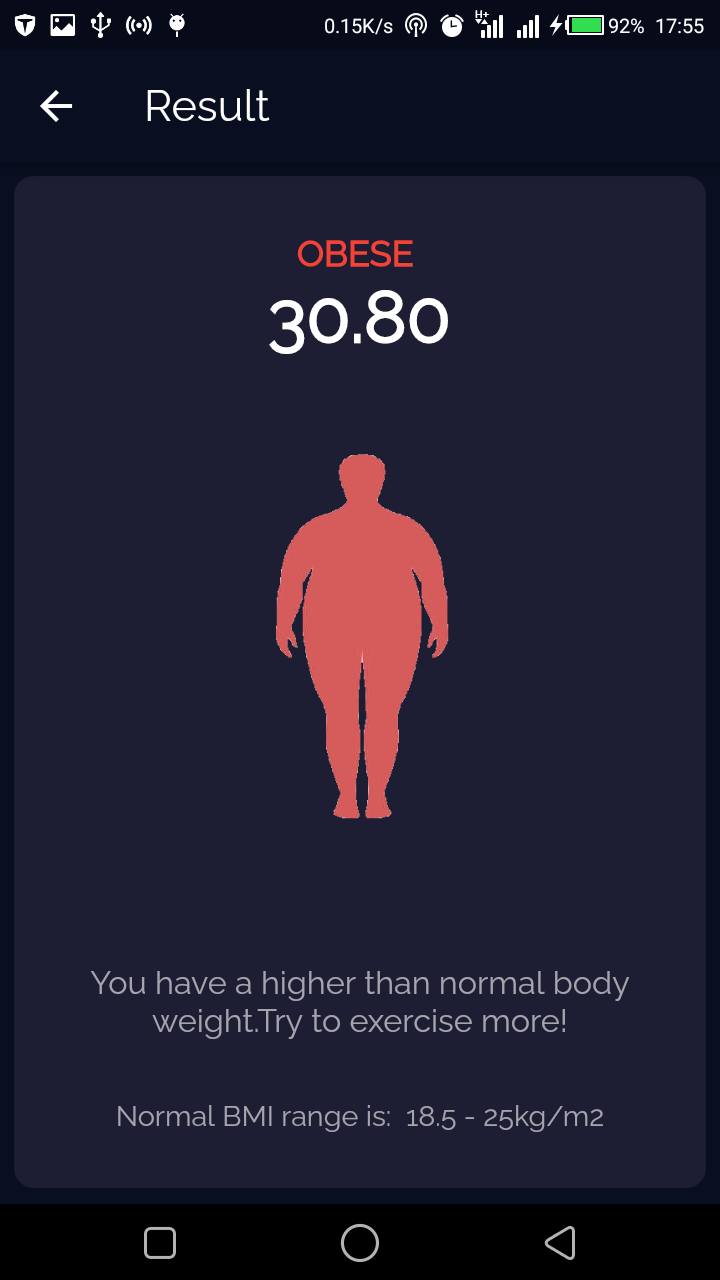 0.15K/s H+ 92% 17:55
Result
OBESE
30.80
You have a higher than normal body
weight.Try to exercise more!
Normal BMI range is: 18.5 - 25kg/m2